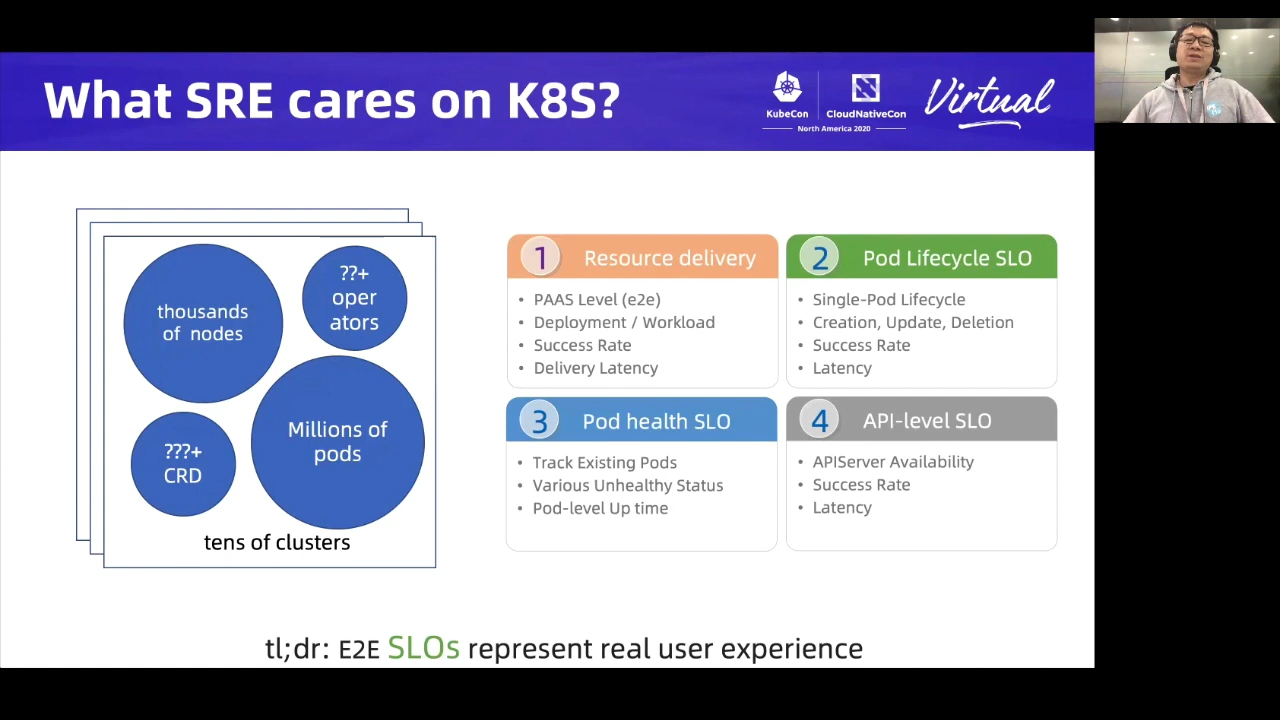 What SRE cares on K8S?
KubeCon
CloudNativeCon
North America 2020
Virtual
thousands
of nodes
??+
oper
ators
???+
CRD
Millions of
pods
tens of clusters
1 Resource delivery
• PAAS Level (e2e)
• Deployment / Workload
• Success Rate
• Delivery Latency
2 Pod Lifecycle SLO
• Single-Pod Lifecycle
• Creation, Update, Deletion
• Success Rate
• Latency
3 Pod health SLO
• Track Existing Pods
• Various Unhealthy Status
• Pod-level Up time
4 API-level SLO
• APIServer Availability
• Success Rate
• Latency
tl;dr: E2E SLOs represent real user experience